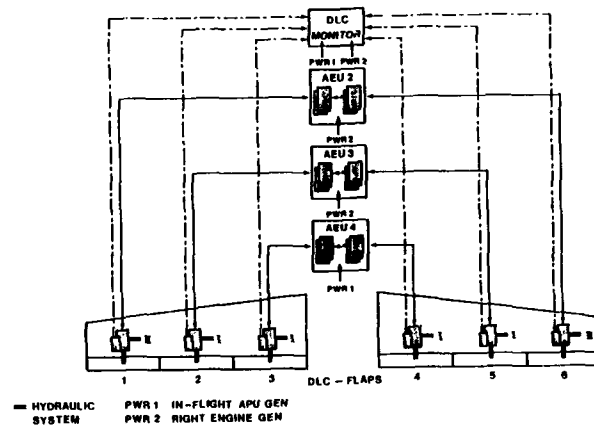 DLC
MONITOR
PWR 1 PWR 2
AEU 2
PWR 2
AEU 3
PWR 2
AEU 4
PWR 1
II I I I I II
1 2 3 DLC - FLAPS 4 5 6
HYDRAULIC SYSTEM
PWR 1 IN-FLIGHT APU GEN
PWR 2 RIGHT ENGINE GEN